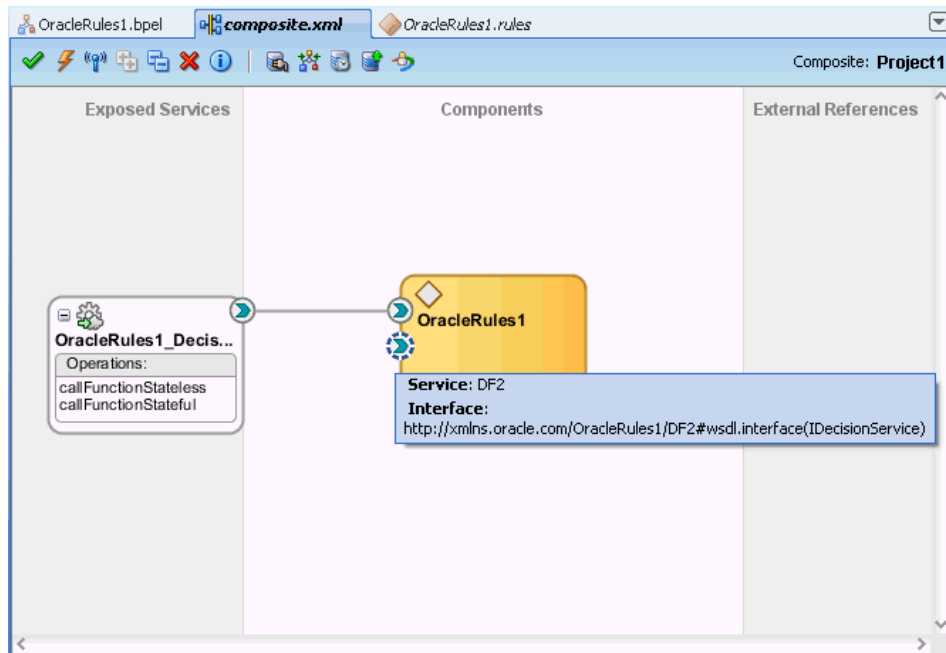 OracleRules1.bpel
composite.xml
OracleRules1.rules
Composite: Project1
Exposed Services
Components
External References
OracleRules1_Decis...
Operations:
callFunctionStateless
callFunctionStateful
OracleRules1
Service: DF2
Interface:
http://xmlns.oracle.com/OracleRules1/DF2#wsdl.interface(IDecisionService)